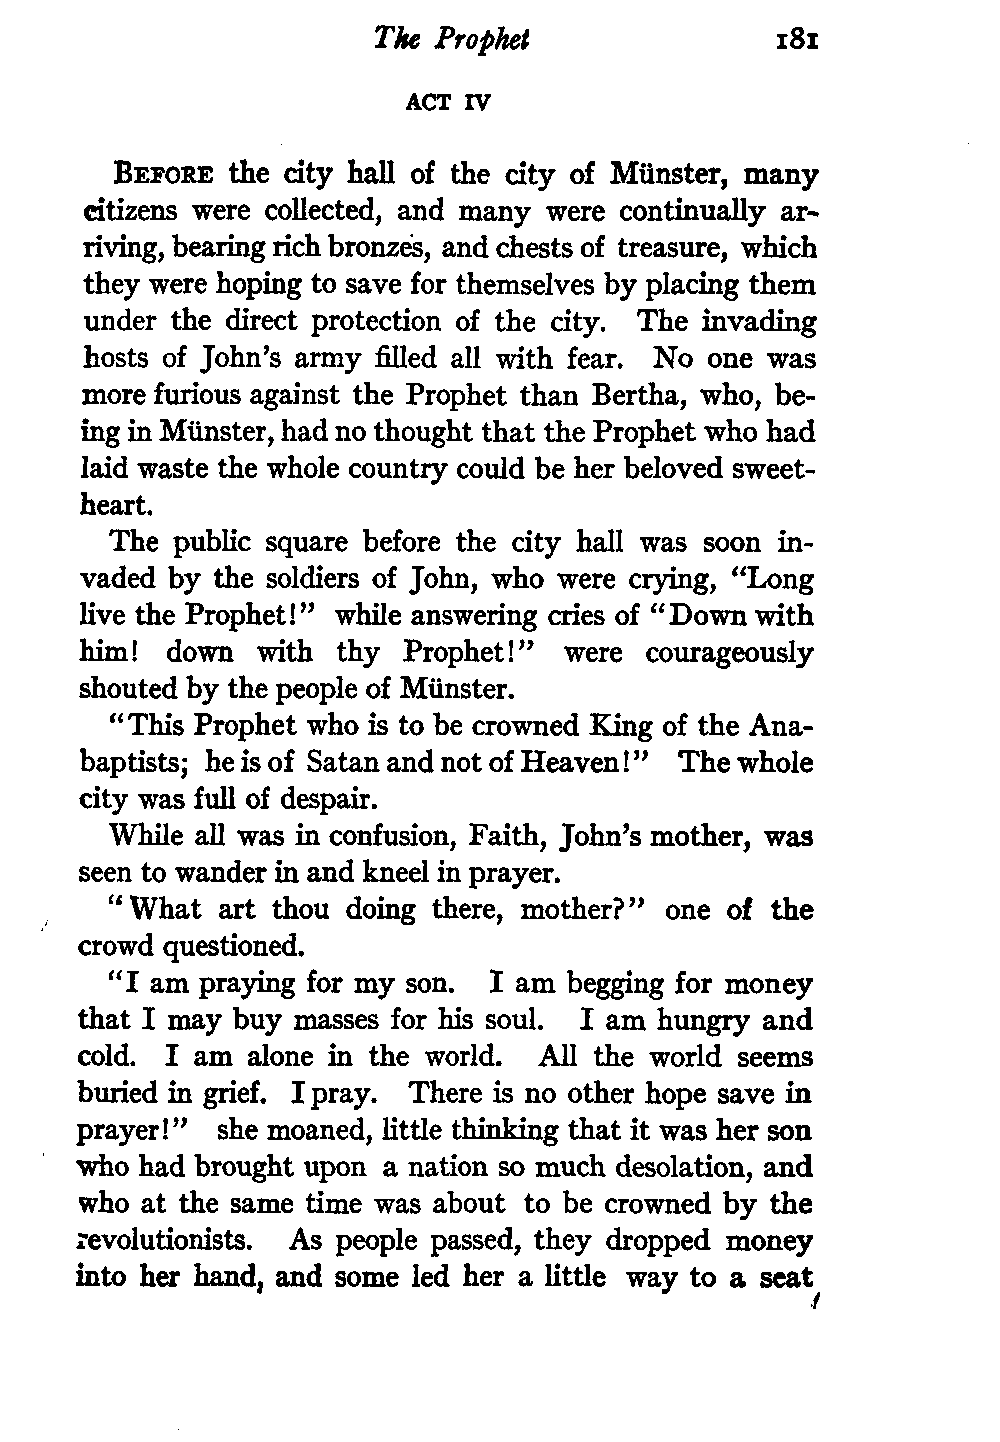 The Prophet 181
ACT IV
BEFORE the city hall of the city of Münster, many
citizens were collected, and many were continually ar-
riving, bearing rich bronzes, and chests of treasure, which
they were hoping to save for themselves by placing them
under the direct protection of the city. The invading
hosts of John's army filled all with fear. No one was
more furious against the Prophet than Bertha, who, be-
ing in Münster, had no thought that the Prophet who had
laid waste the whole country could be her beloved sweet-
heart.
The public square before the city hall was soon in-
vaded by the soldiers of John, who were crying, "Long
live the Prophet!" while answering cries of "Down with
him! down with thy Prophet!" were courageously
shouted by the people of Münster.
"This Prophet who is to be crowned King of the Ana-
baptists; he is of Satan and not of Heaven!" The whole
city was full of despair.
While all was in confusion, Faith, John's mother, was
seen to wander in and kneel in prayer.
"What art thou doing there, mother?" one of the
crowd questioned.
"I am praying for my son. I am begging for money
that I may buy masses for his soul. I am hungry and
cold. I am alone in the world. All the world seems
buried in grief. I pray. There is no other hope save in
prayer!" she moaned, little thinking that it was her son
who had brought upon a nation so much desolation, and
who at the same time was about to be crowned by the
revolutionists. As people passed, they dropped money
into her hand, and some led her a little way to a seat